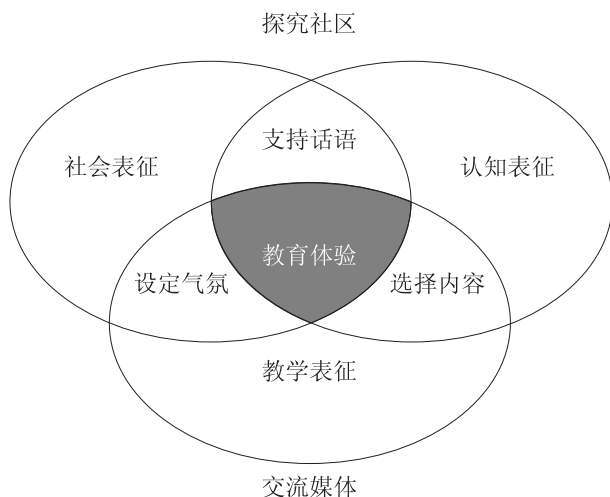 探究社区
支持话语
社会表征
认知表征
教育体验
设定气氛
选择内容
教学表征
交流媒体